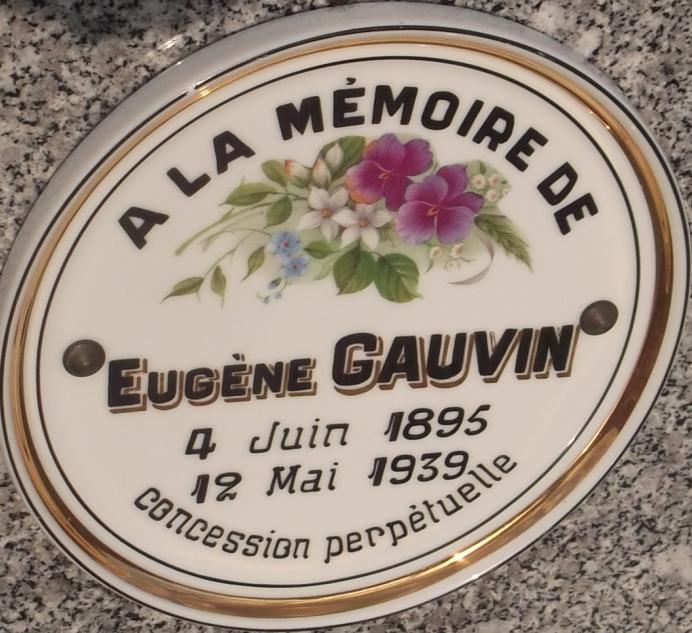 A LA MÉMOIRE DE
EUGÈNE GAUVIN
4 Juin 1895
12 Mai 1939
concession perpétuelle